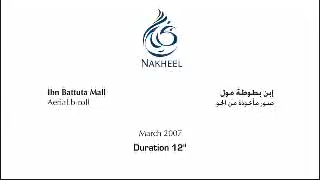 NAKHEEL
Ibn Battuta Mall
Aerial b-roll
إبن بطوطة مول
صور مأخوذة من الجو
March 2007
Duration 12"